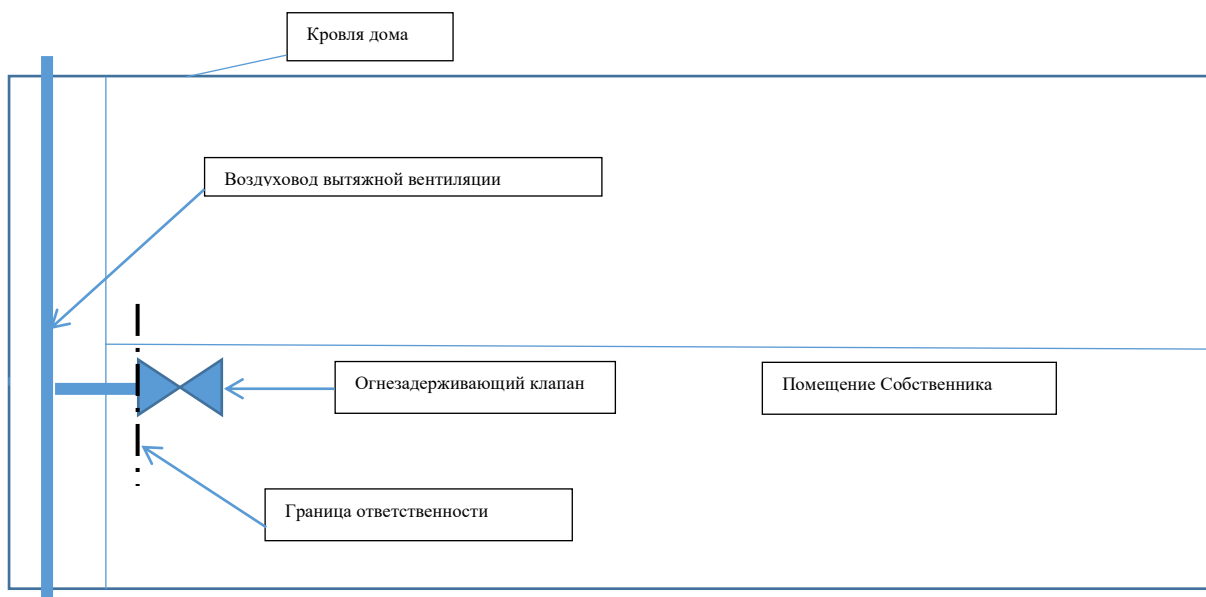 Кровля дома
Воздуховод вытяжной вентиляции
Огнезадерживающий клапан
Помещение Собственника
Граница ответственности